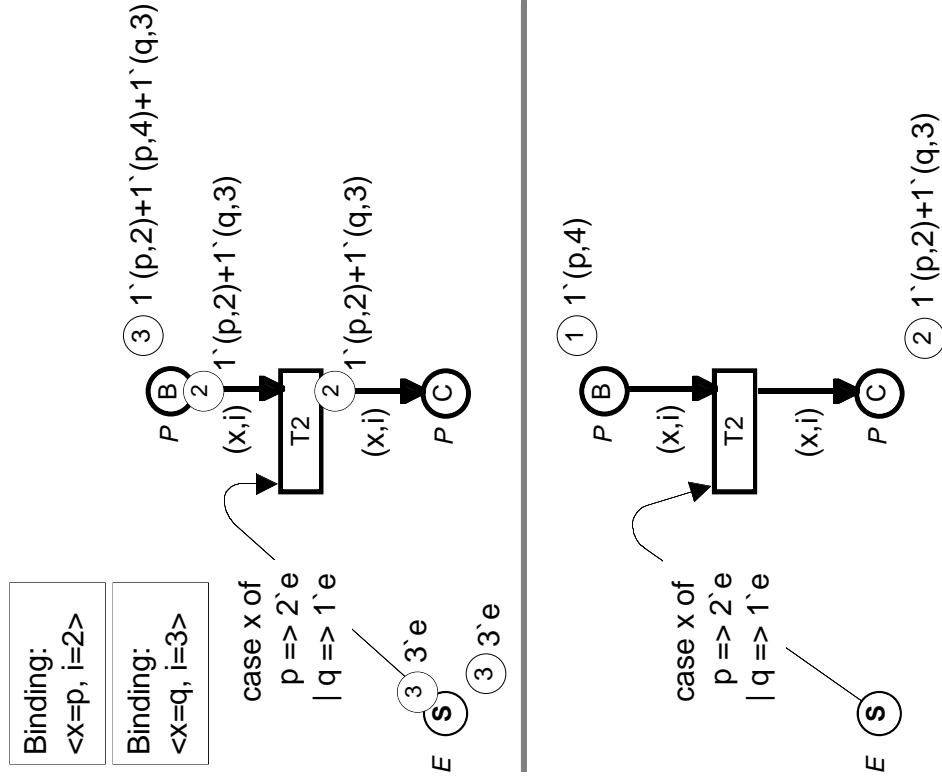 Binding:
<x=p, i=2>
Binding:
<x=q, i=3>
3 1`(p,2)+1`(p,4)+1`(q,3)
P
B
2
1`(p,2)+1`(q,3)
(x,i)
T2
case x of
p => 2`e
| q => 1`e
2
1`(p,2)+1`(q,3)
(x,i)
P
C
3
3`e
E
S
3
3`e
1 1`(p,4)
P
B
(x,i)
T2
case x of
p => 2`e
| q => 1`e
(x,i)
P
C
2 1`(p,2)+1`(q,3)
E
S